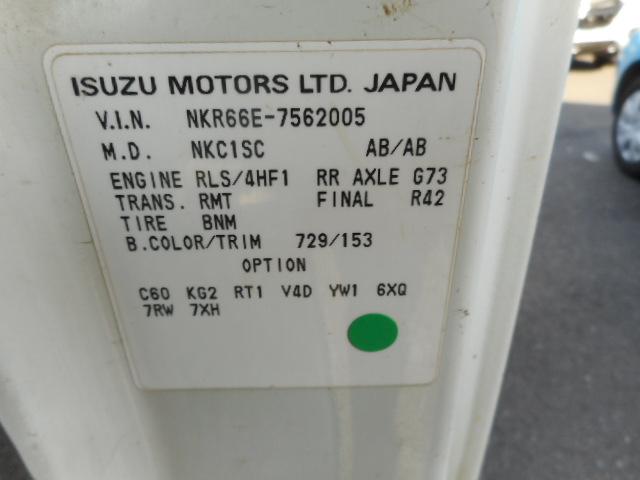 ISUZU MOTORS LTD. JAPAN
V.I.N. NKR66E-7562005
M.D. NKC1SC AB/AB
ENGINE RLS/4HF1 RR AXLE G73
TRANS. RMT FINAL R42
TIRE BNM
B.COLOR/TRIM 729/153
OPTION
C60 KG2 RT1 V4D YW1 6XQ
7RW 7XH